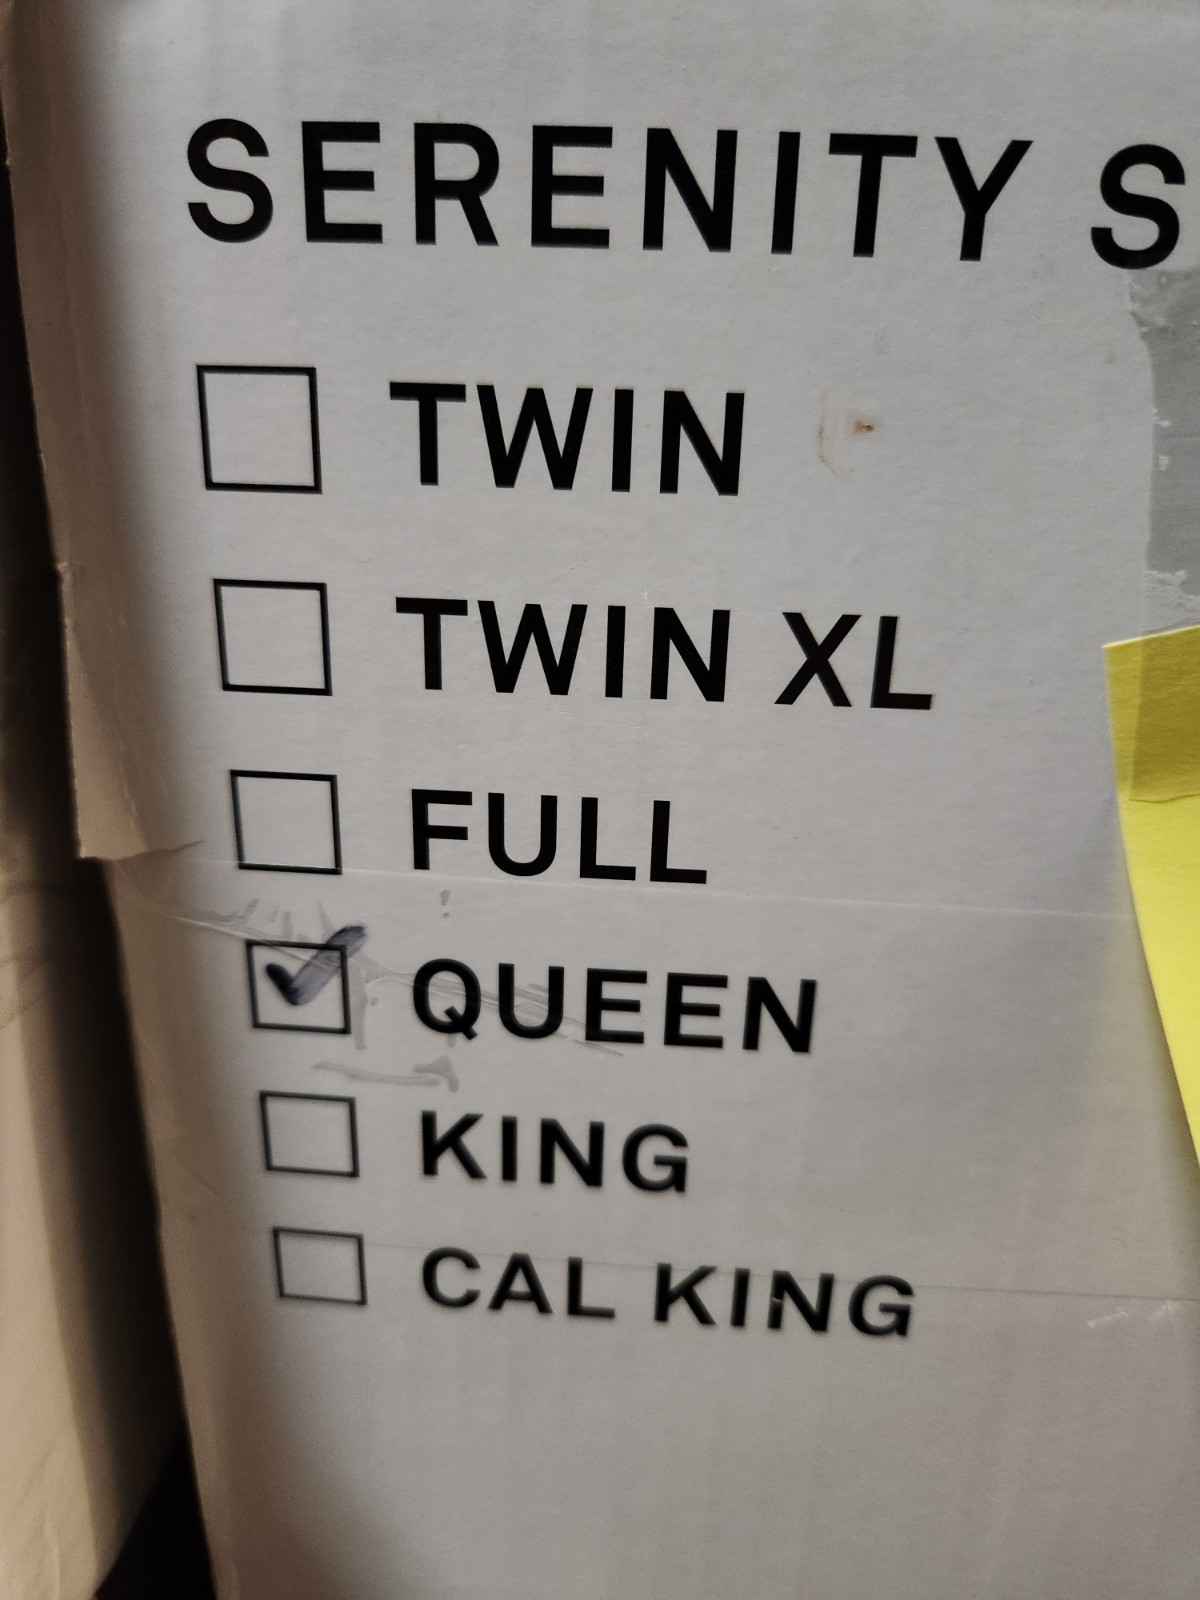 SERENITY S
TWIN
TWIN XL
FULL
QUEEN
KING
CAL KING